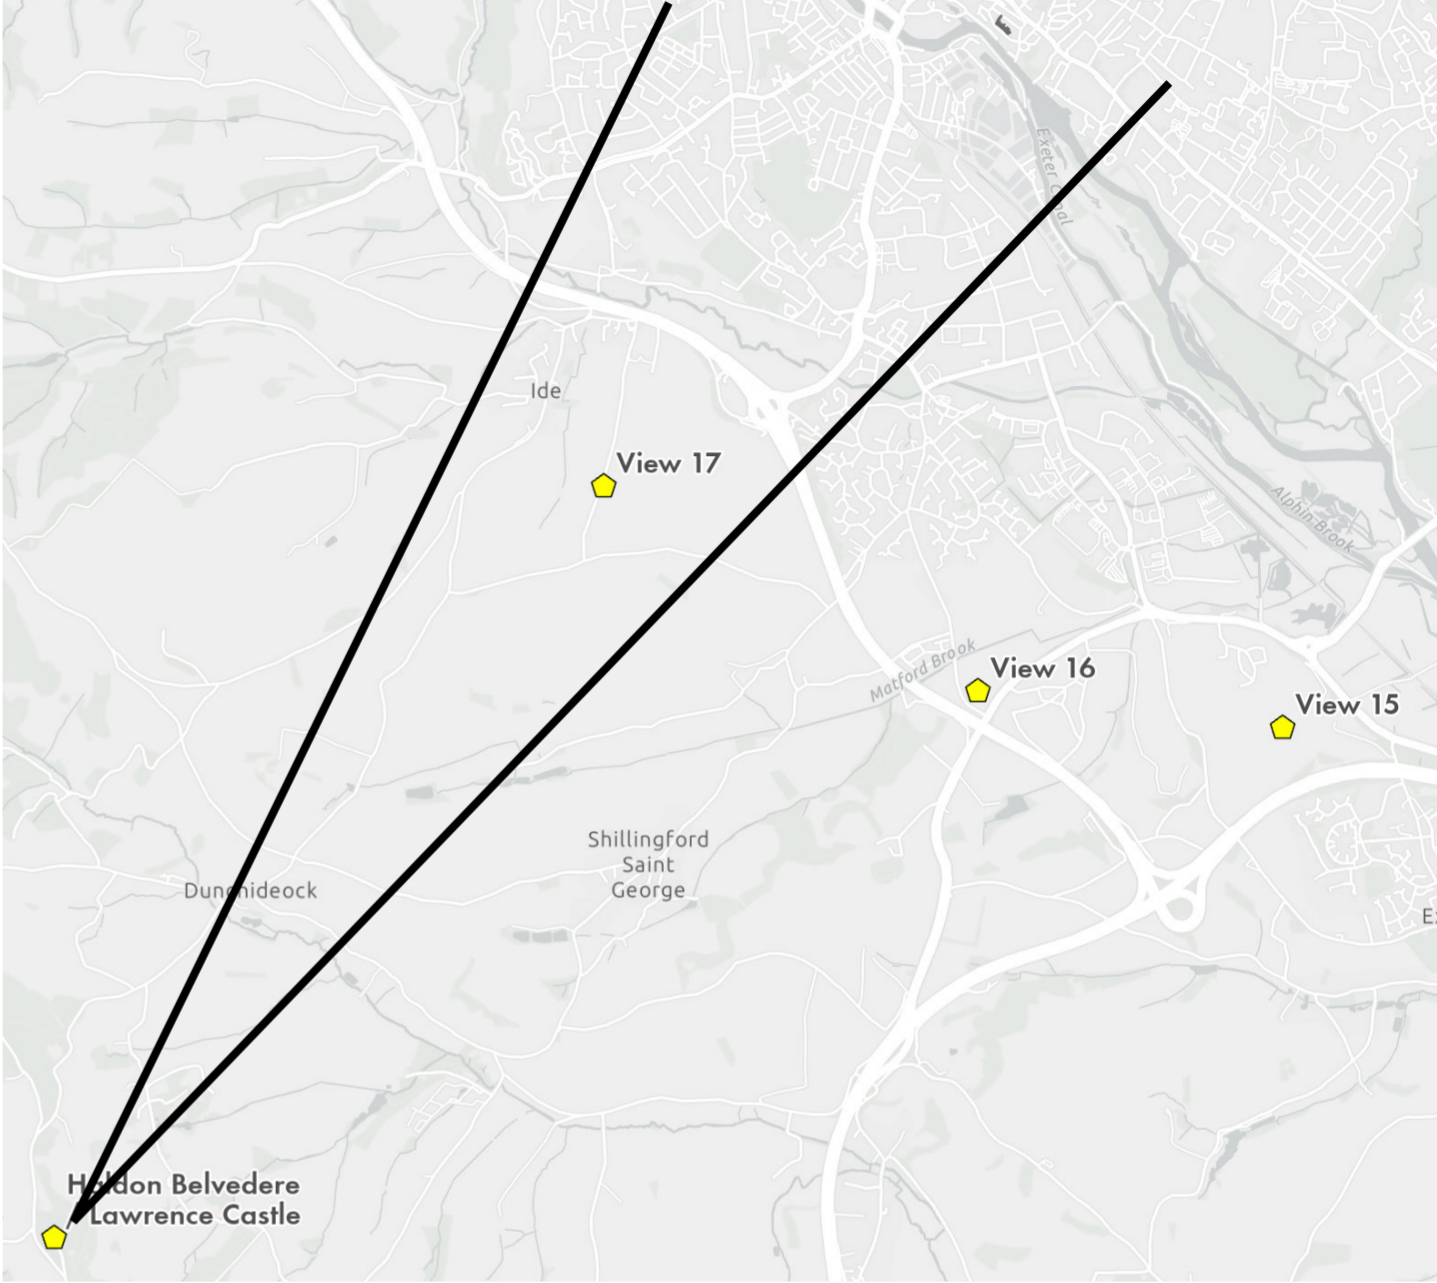 Exeter Canal
Ide
View 17
Alphin Brook
Matford Brook
View 16
View 15
Shillingford
Saint
George
Dunchideock
Haldon Belvedere
Lawrence Castle